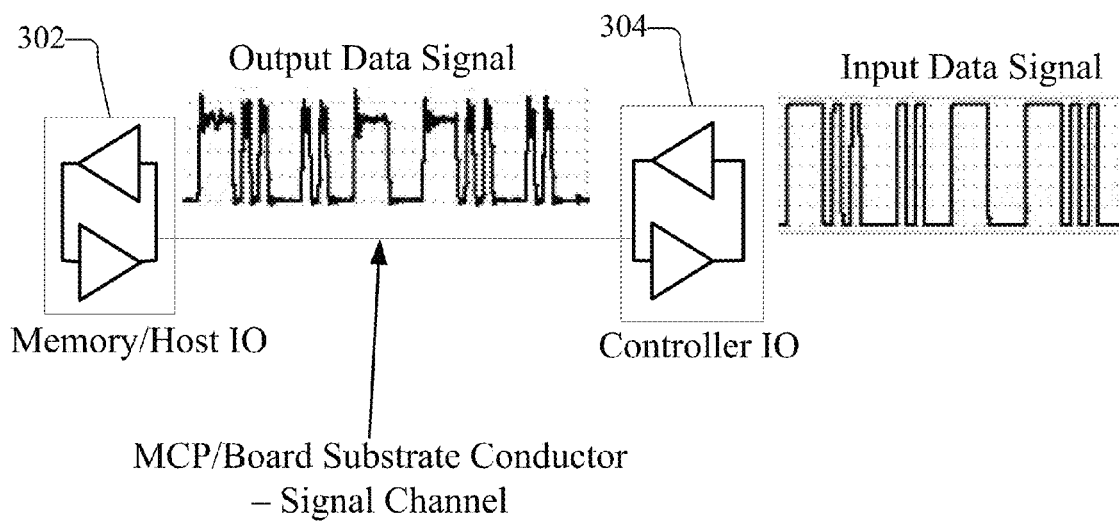 302
304
Output Data Signal
Input Data Signal
Memory/Host IO
Controller IO
MCP/Board Substrate Conductor
– Signal Channel